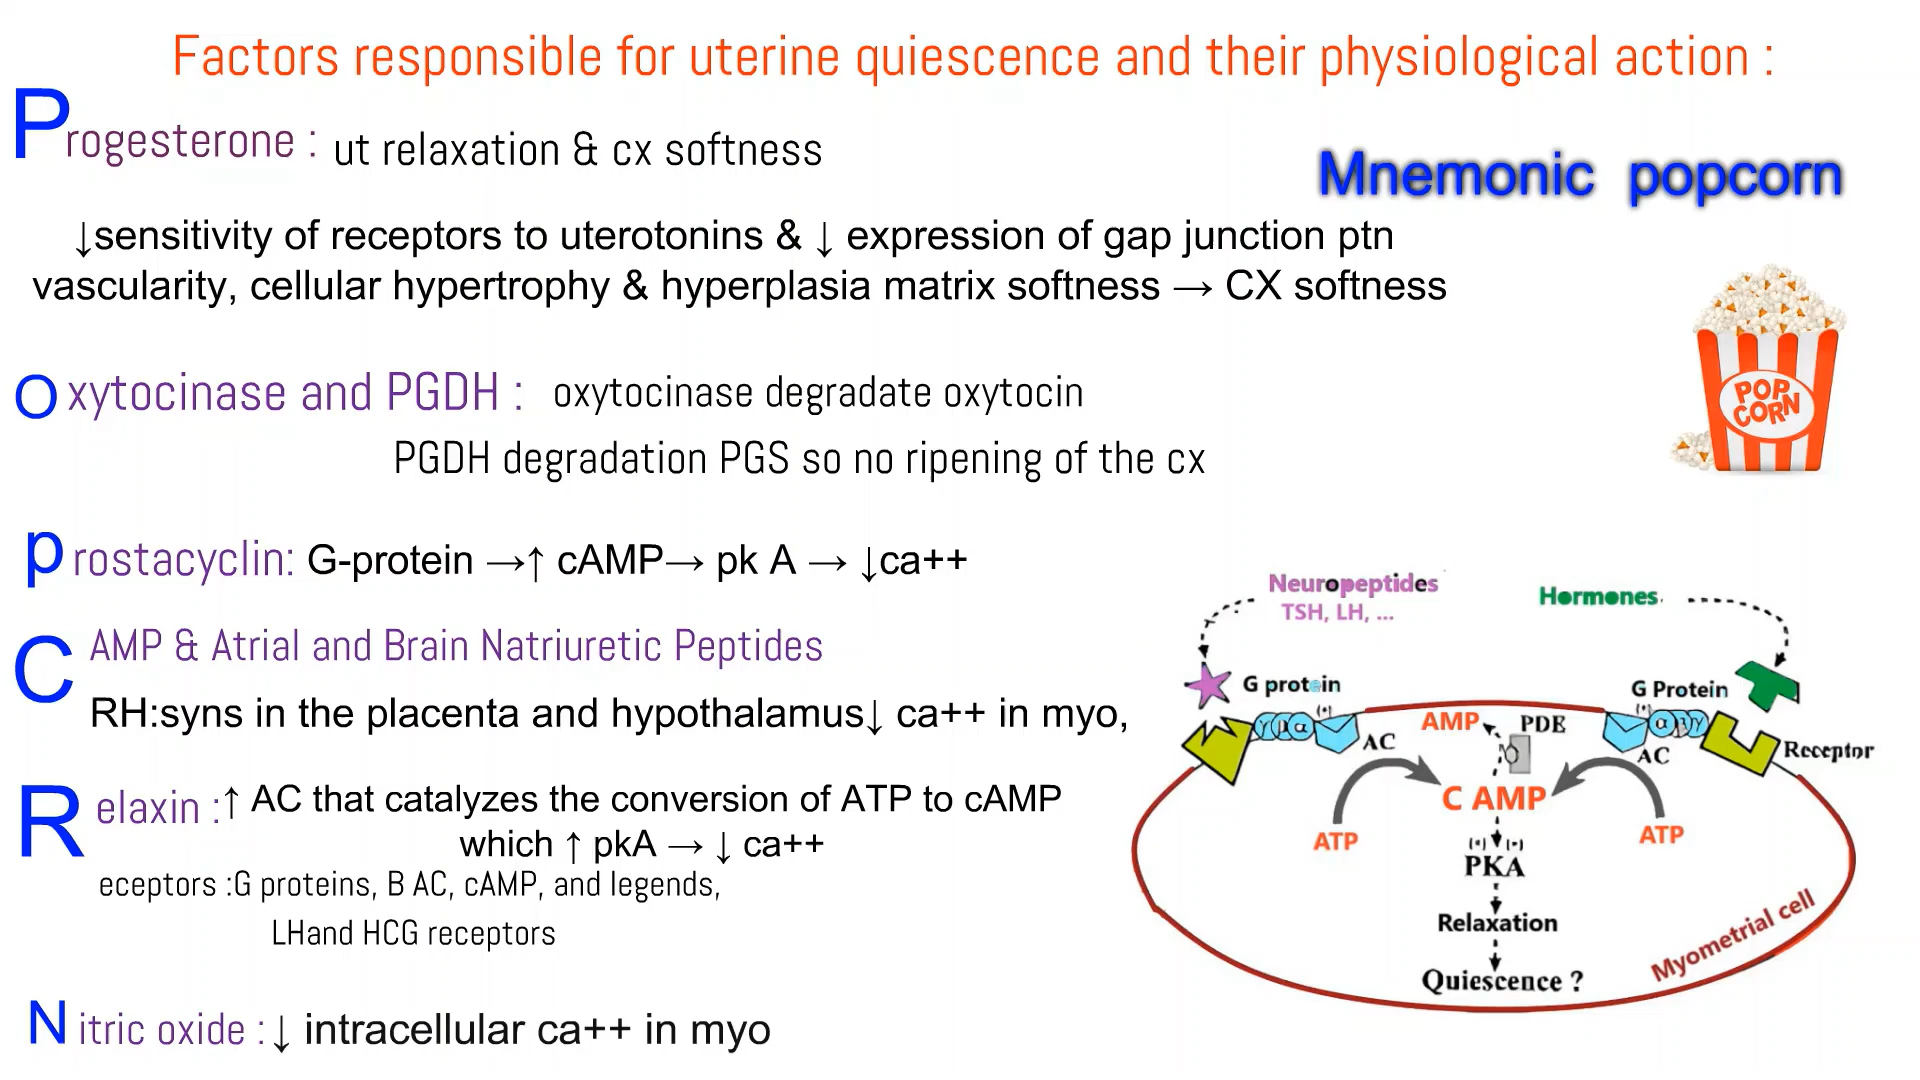 Factors responsible for uterine quiescence and their physiological action :
Progesterone : ut relaxation & cx softness
Mnemonic popcorn
↓sensitivity of receptors to uterotonins & ↓ expression of gap junction ptn
vascularity, cellular hypertrophy & hyperplasia matrix softness → CX softness
POP
CORN
Oxytocinase and PGDH : oxytocinase degradate oxytocin
PGDH degradation PGS so no ripening of the cx
prostacyclin: G-protein →↑ cAMP→ pk A → ↓ca++
C AMP & Atrial and Brain Natriuretic Peptides
RH:syns in the placenta and hypothalamus↓ ca++ in myo,
Relaxin :↑ AC that catalyzes the conversion of ATP to cAMP
which ↑ pkA → ↓ ca++
eceptors :G proteins, B AC, cAMP, and legends,
LHand HCG receptors
Nitric oxide :↓ intracellular ca++ in myo
Neuropeptides
TSH, LH, ...
Hormones
G protein
G Protein
(+)
(+)
γβα
αβγ
AMP
PDE
AC
AC
Receptor
C AMP
ATP
ATP
(+) (-)
PKA
Relaxation
Quiescence ?
Myometrial cell